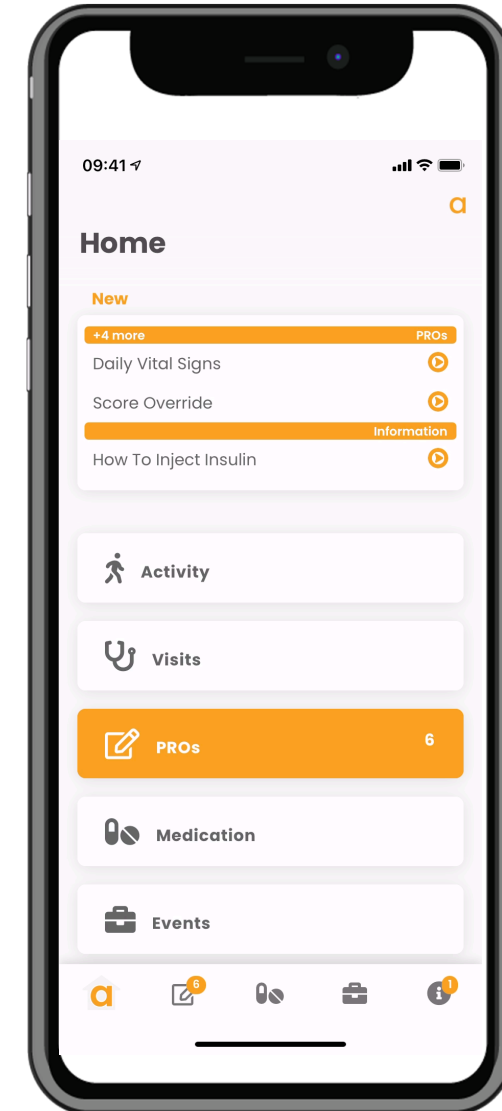 09:41
a
Home
New
+4 more PROs
Daily Vital Signs
Score Override
Information
How To Inject Insulin
Activity
Visits
PROs 6
Medication
Events
a 6 i 1